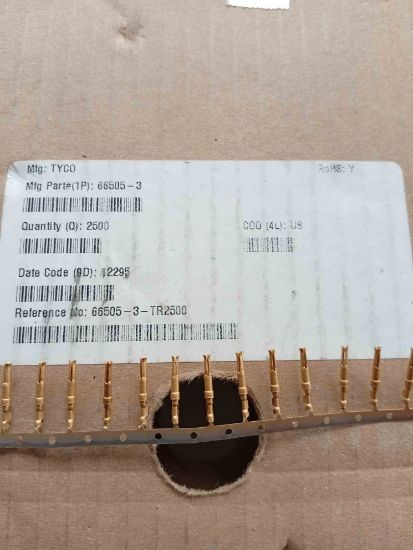 Mfg: TYCO
RoHS: Y
Mfg Part#(1P): 66505-3
Quantity (Q): 2500
COO (4L): US
Date Code (9D): 12295
Reference No: 66505-3-TR2500